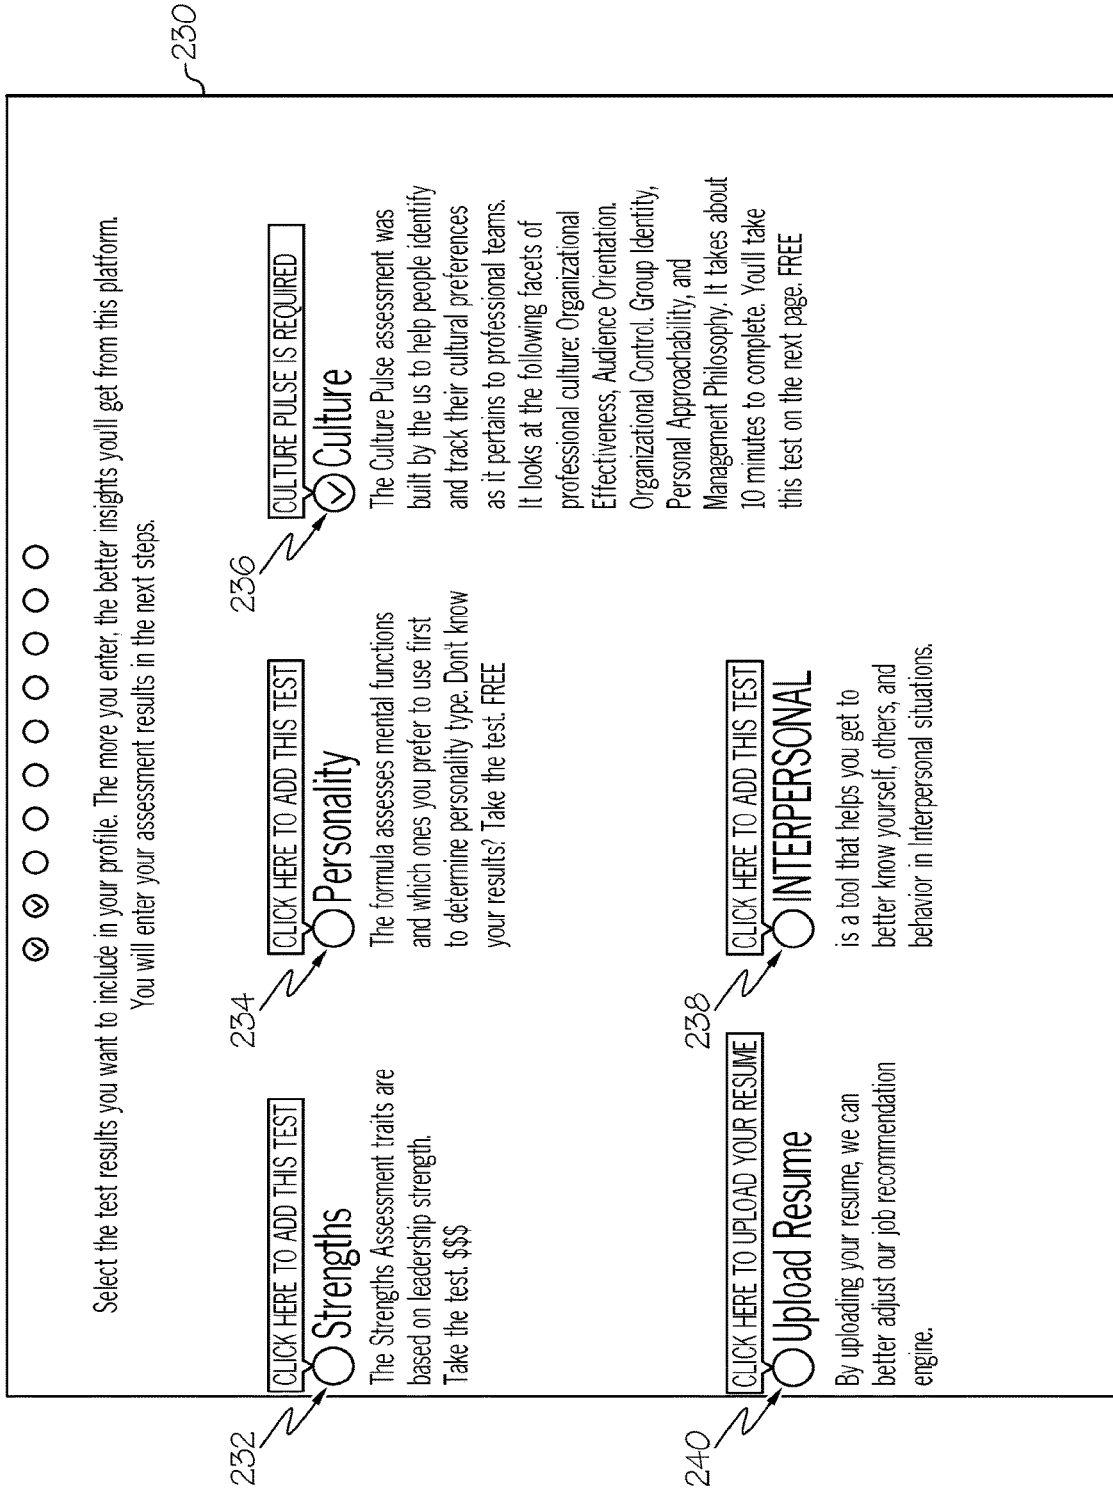 230
Select the test results you want to include in your profile. The more you enter, the better insights you'll get from this platform.
You will enter your assessment results in the next steps.
232
CLICK HERE TO ADD THIS TEST
Strengths
The Strengths Assessment traits are
based on leadership strength.
Take the test. $$$
234
CLICK HERE TO ADD THIS TEST
Personality
The formula assesses mental functions
and which ones you prefer to use first
to determine personality type. Don't know
your results? Take the test. FREE
236
CULTURE PULSE IS REQUIRED
Culture
The Culture Pulse assessment was
built by the us to help people identify
and track their cultural preferences
as it pertains to professional teams.
It looks at the following facets of
professional culture: Organizational
Effectiveness, Audience Orientation.
Organizational Control. Group Identity,
Personal Approachability, and
Management Philosophy. It takes about
10 minutes to complete. You'll take
this test on the next page. FREE
240
CLICK HERE TO UPLOAD YOUR RESUME
Upload Resume
By uploading your resume, we can
better adjust our job recommendation
engine.
238
CLICK HERE TO ADD THIS TEST
INTERPERSONAL
is a tool that helps you get to
better know yourself, others, and
behavior in Interpersonal situations.